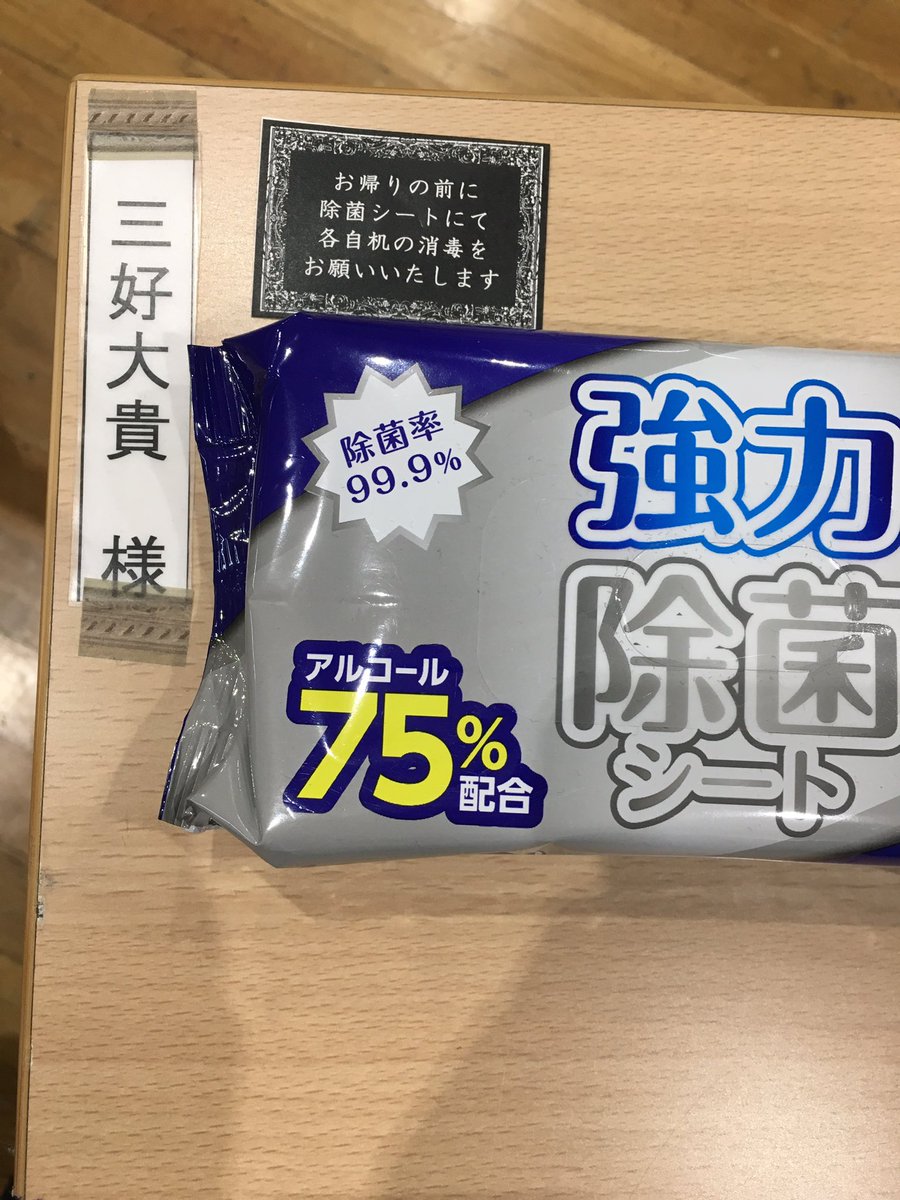 三好大貴 様
お帰りの前に
除菌シートにて
各自机の消毒を
お願いいたします
除菌率
99.9%
強力
除菌
シート
アルコール
75%
配合